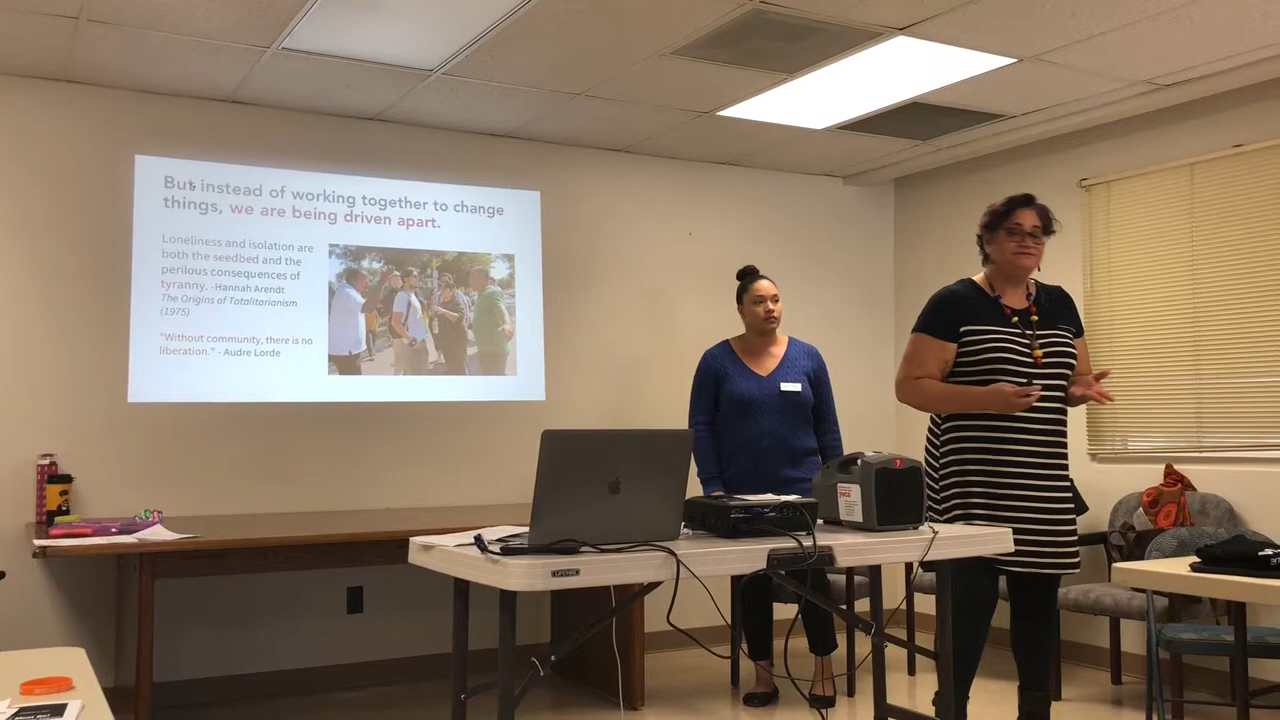 But instead of working together to change
things, we are being driven apart.
Loneliness and isolation are
both the seedbed and the
perilous consequences of
tyranny. -Hannah Arendt
The Origins of Totalitarianism
(1975)
"Without community, there is no
liberation." - Audre Lorde
ywca
LIFETIME